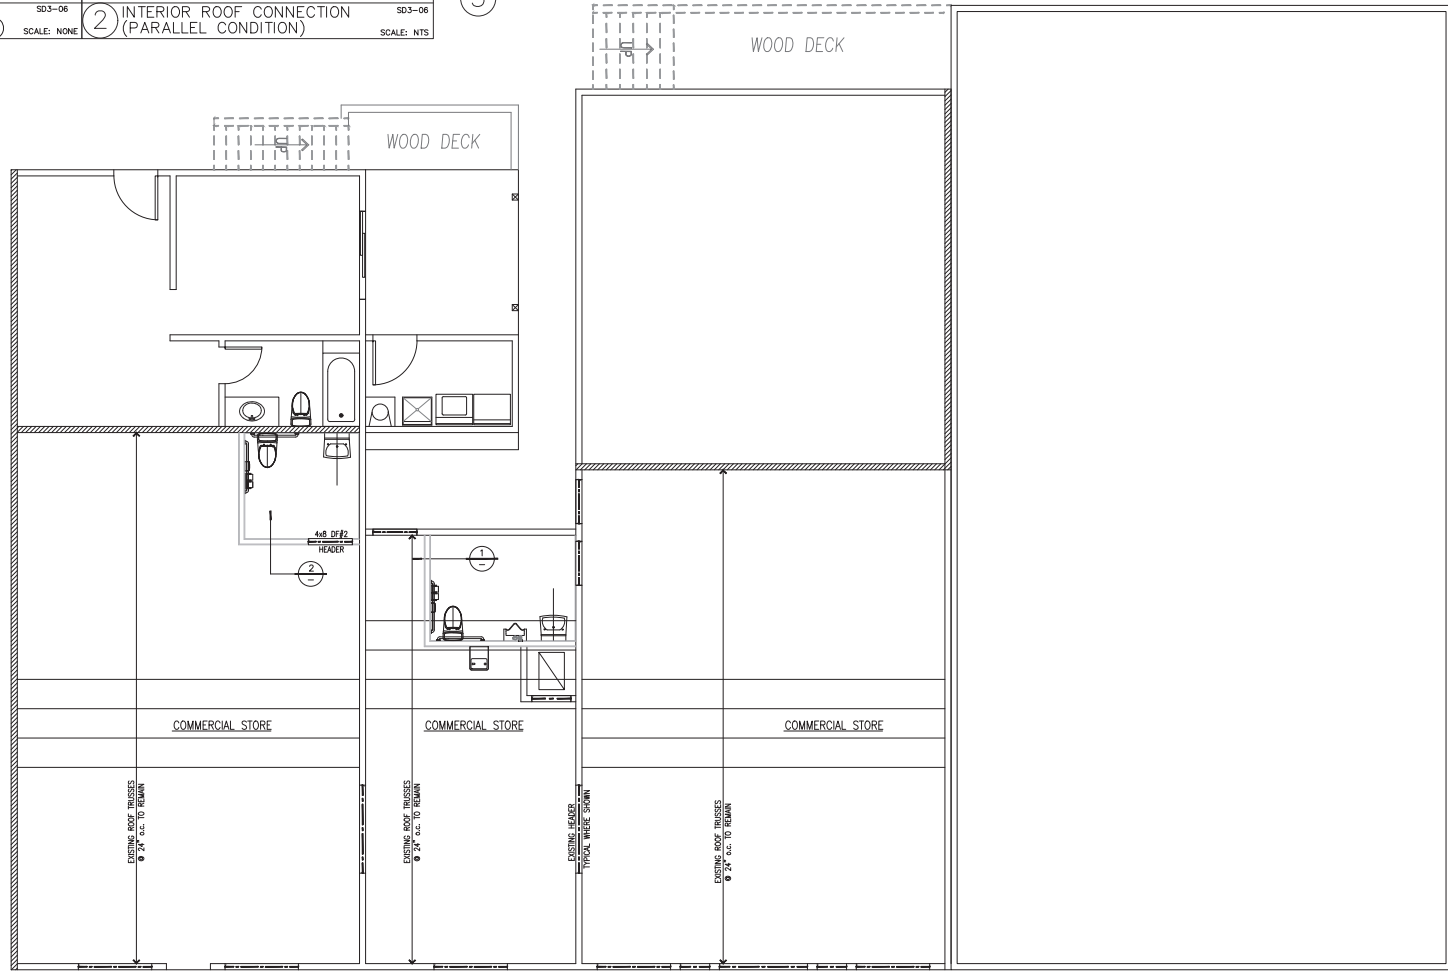 SD3-06
SCALE: NONE
2
INTERIOR ROOF CONNECTION
(PARALLEL CONDITION)
SD3-06
SCALE: NTS
WOOD DECK
UP
WOOD DECK
UP
4x8 DF#2
HEADER
1
–
2
–
COMMERCIAL STORE
COMMERCIAL STORE
COMMERCIAL STORE
EXISTING ROOF TRUSSES
@ 24" o.c. TO REMAIN
EXISTING ROOF TRUSSES
@ 24" o.c. TO REMAIN
EXISTING HEADER
TYPICAL WHERE SHOWN
EXISTING ROOF TRUSSES
@ 24" o.c. TO REMAIN